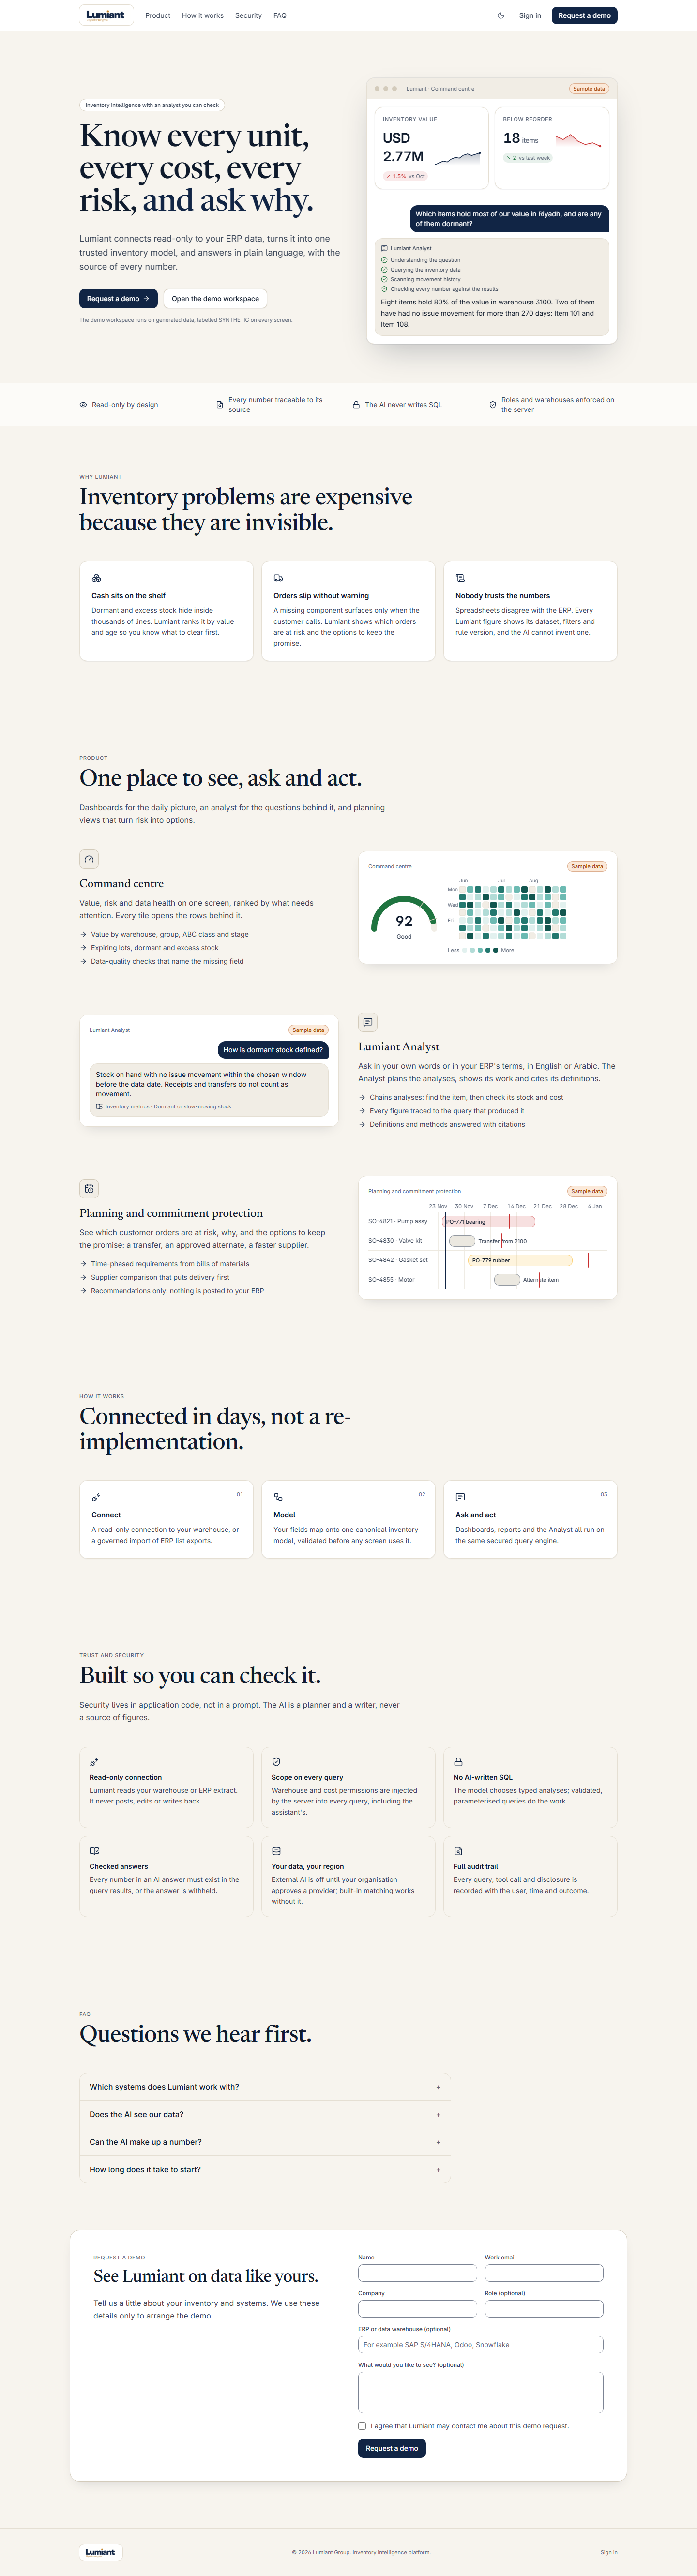 Lumiant
Product
How it works
Security
FAQ
Sign in
Request a demo
Inventory intelligence with an analyst you can check
Know every unit,
every cost, every
risk, and ask why.
Lumiant connects read-only to your ERP data, turns it into one
trusted inventory model, and answers in plain language, with the
source of every number.
Request a demo
Open the demo workspace
The demo workspace runs on generated data, labelled SYNTHETIC on every screen.
Lumiant · Command centre
Sample data
INVENTORY VALUE
USD
2.77M
1.5% vs Oct
BELOW REORDER
18 items
2 vs last week
Which items hold most of our value in Riyadh, and are any
of them dormant?
Lumiant Analyst
Understanding the question
Querying the inventory data
Scanning movement history
Checking every number against the results
Eight items hold 80% of the value in warehouse 3100. Two of them
have had no issue movement for more than 270 days: Item 101 and
Item 108.
Read-only by design
Every number traceable to its
source
The AI never writes SQL
Roles and warehouses enforced on
the server
WHY LUMIANT
Inventory problems are expensive
because they are invisible.
Cash sits on the shelf
Dormant and excess stock hide inside
thousands of lines. Lumiant ranks it by value
and age so you know what to clear first.
Orders slip without warning
A missing component surfaces only when the
customer calls. Lumiant shows which orders
are at risk and the options to keep the
promise.
Nobody trusts the numbers
Spreadsheets disagree with the ERP. Every
Lumiant figure shows its dataset, filters and
rule version, and the AI cannot invent one.
PRODUCT
One place to see, ask and act.
Dashboards for the daily picture, an analyst for the questions behind it, and planning
views that turn risk into options.
Command centre
Value, risk and data health on one screen, ranked by what needs
attention. Every tile opens the rows behind it.
Value by warehouse, group, ABC class and stage
Expiring lots, dormant and excess stock
Data-quality checks that name the missing field
Command centre
Sample data
92
Good
Jun
Jul
Aug
Mon
Wed
Fri
Less
More
Lumiant Analyst
Sample data
How is dormant stock defined?
Stock on hand with no issue movement within the chosen window
before the data date. Receipts and transfers do not count as
movement.
Inventory metrics · Dormant or slow-moving stock
Lumiant Analyst
Ask in your own words or in your ERP's terms, in English or Arabic. The
Analyst plans the analyses, shows its work and cites its definitions.
Chains analyses: find the item, then check its stock and cost
Every figure traced to the query that produced it
Definitions and methods answered with citations
Planning and commitment protection
See which customer orders are at risk, why, and the options to keep
the promise: a transfer, an approved alternate, a faster supplier.
Time-phased requirements from bills of materials
Supplier comparison that puts delivery first
Recommendations only: nothing is posted to your ERP
Planning and commitment protection
Sample data
23 Nov
30 Nov
7 Dec
14 Dec
21 Dec
28 Dec
4 Jan
SO-4821 · Pump assy
PO-771 bearing
SO-4830 · Valve kit
Transfer from 2100
SO-4842 · Gasket set
PO-779 rubber
SO-4855 · Motor
Alternate item
HOW IT WORKS
Connected in days, not a re-
implementation.
01
Connect
A read-only connection to your warehouse, or
a governed import of ERP list exports.
02
Model
Your fields map onto one canonical inventory
model, validated before any screen uses it.
03
Ask and act
Dashboards, reports and the Analyst all run on
the same secured query engine.
TRUST AND SECURITY
Built so you can check it.
Security lives in application code, not in a prompt. The AI is a planner and a writer, never
a source of figures.
Read-only connection
Lumiant reads your warehouse or ERP extract.
It never posts, edits or writes back.
Scope on every query
Warehouse and cost permissions are injected
by the server into every query, including the
assistant's.
No AI-written SQL
The model chooses typed analyses; validated,
parameterised queries do the work.
Checked answers
Every number in an AI answer must exist in the
query results, or the answer is withheld.
Your data, your region
External AI is off until your organisation
approves a provider; built-in matching works
without it.
Full audit trail
Every query, tool call and disclosure is
recorded with the user, time and outcome.
FAQ
Questions we hear first.
Which systems does Lumiant work with? +
Does the AI see our data? +
Can the AI make up a number? +
How long does it take to start? +
REQUEST A DEMO
See Lumiant on data like yours.
Tell us a little about your inventory and systems. We use these
details only to arrange the demo.
Name
Work email
Company
Role (optional)
ERP or data warehouse (optional)
For example SAP S/4HANA, Odoo, Snowflake
What would you like to see? (optional)
I agree that Lumiant may contact me about this demo request.
Request a demo
Lumiant
© 2026 Lumiant Group. Inventory intelligence platform.
Sign in